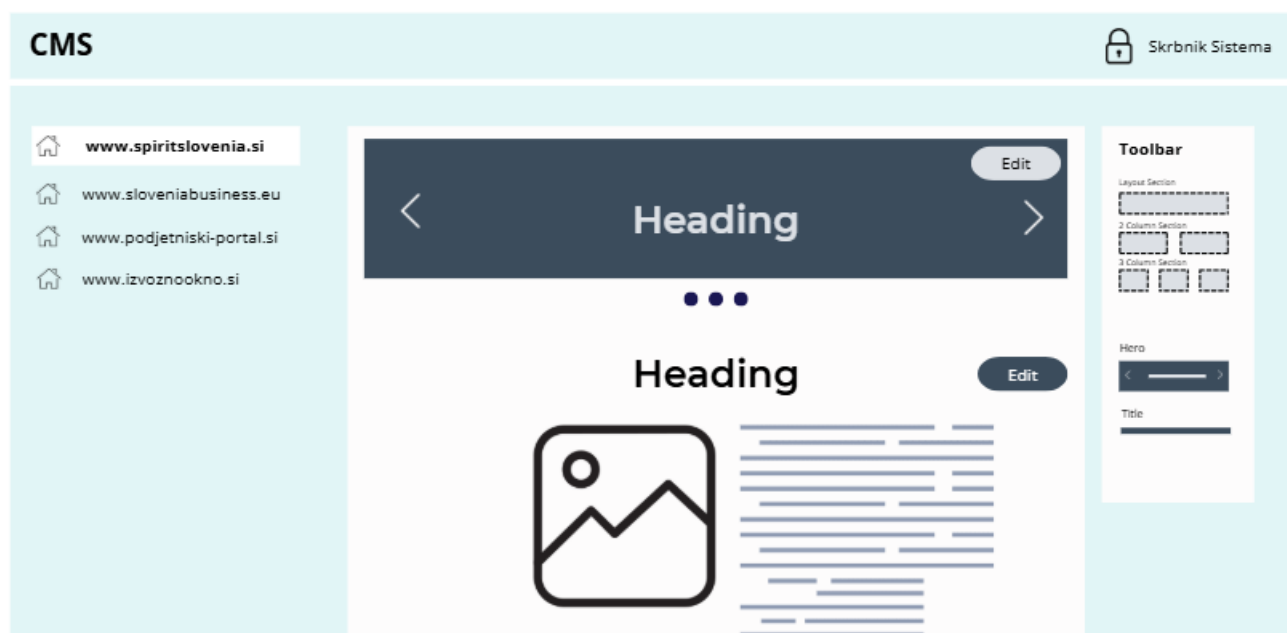 CMS
Skrbnik Sistema
www.spiritslovenia.si
www.sloveniabusiness.eu
www.podjetniski-portal.si
www.izvoznookno.si
Edit
Heading
Heading
Edit
Toolbar
Layout Section
2 Column Section
3 Column Section
Hero
Title